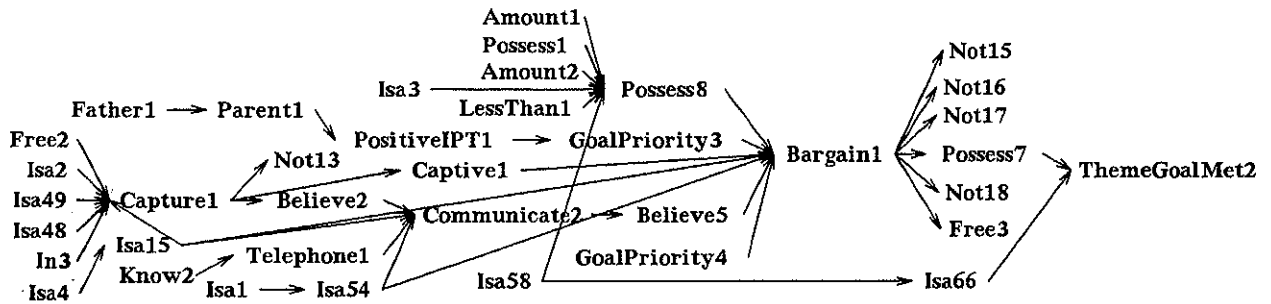 Amount1
Possess1
Not15
Amount2
Not16
Isa3
Possess8
LessThan1
Father1
Parent1
Not17
Free2
PositiveIPT1
GoalPriority3
Not13
Bargain1
Possess7
Isa2
Captive1
ThemeGoalMet2
Isa49
Capture1
Believe2
Not18
Communicate2
Believe5
Isa48
Free3
Isa15
In3
Telephone1
GoalPriority4
Know2
Isa4
Isa1
Isa54
Isa58
Isa66